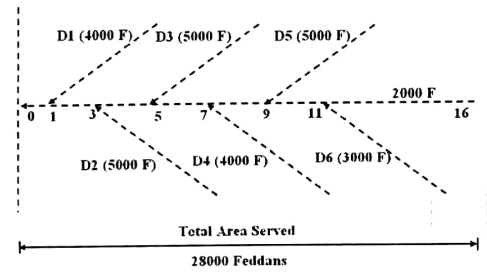 D1 (4000 F) D3 (5000 F) D5 (5000 F)
2000 F
0 1 3 5 7 9 11 16
D2 (5000 F) D4 (4000 F) D6 (3000 F)
Total Area Served
28000 Feddans